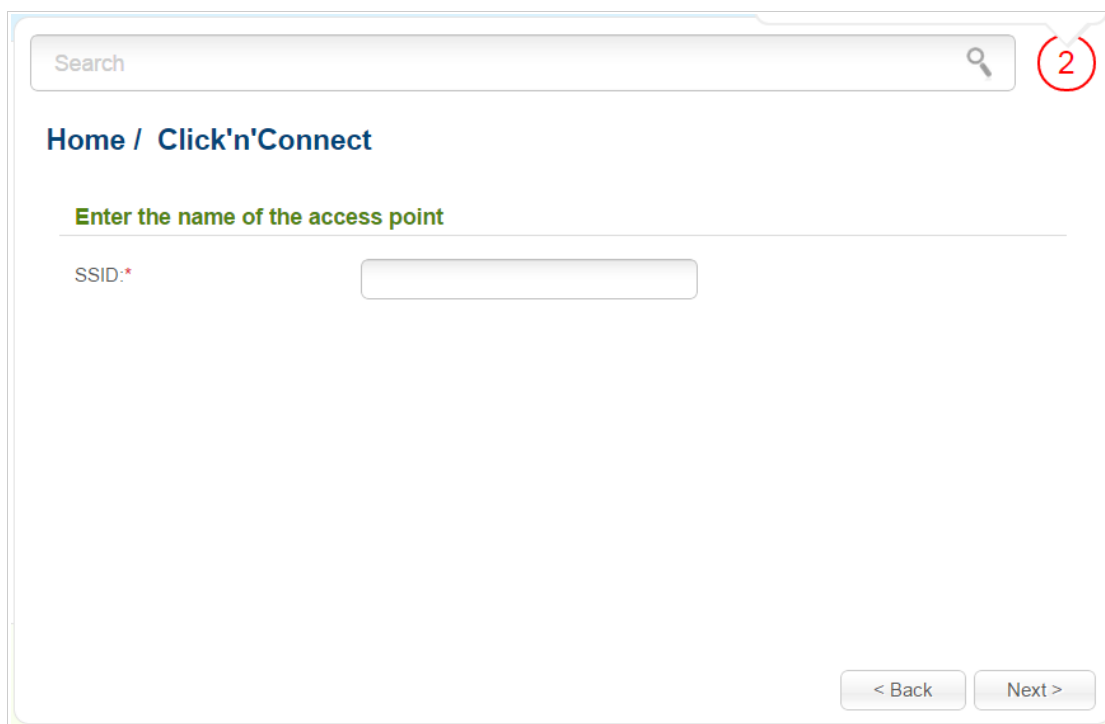 Search
2
Home / Click'n'Connect
Enter the name of the access point
SSID:*
< Back
Next >